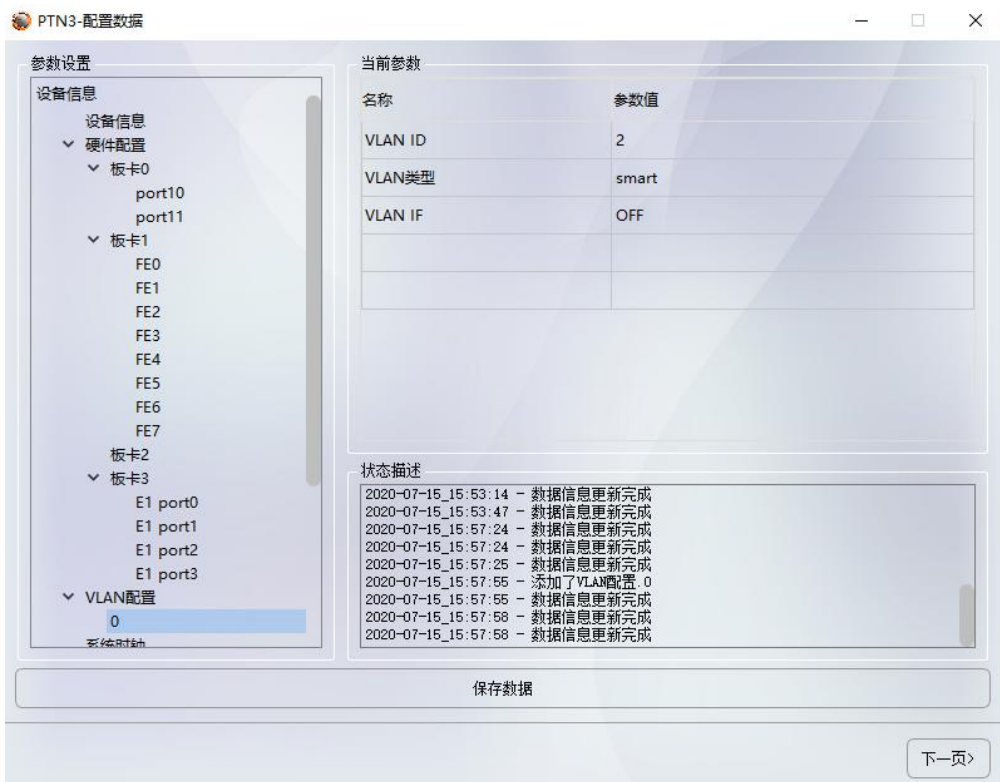 PTN3-配置数据
参数设置
设备信息
设备信息
硬件配置
板卡0
port10
port11
板卡1
FE0
FE1
FE2
FE3
FE4
FE5
FE6
FE7
板卡2
板卡3
E1 port0
E1 port1
E1 port2
E1 port3
VLAN配置
0
系统时钟
当前参数
名称 参数值
VLAN ID 2
VLAN类型 smart
VLAN IF OFF
状态描述
2020-07-15_15:53:14 - 数据信息更新完成
2020-07-15_15:53:47 - 数据信息更新完成
2020-07-15_15:57:24 - 数据信息更新完成
2020-07-15_15:57:24 - 数据信息更新完成
2020-07-15_15:57:25 - 数据信息更新完成
2020-07-15_15:57:55 - 添加了VLAN配置.0
2020-07-15_15:57:55 - 数据信息更新完成
2020-07-15_15:57:58 - 数据信息更新完成
2020-07-15_15:57:58 - 数据信息更新完成
保存数据
下一页>